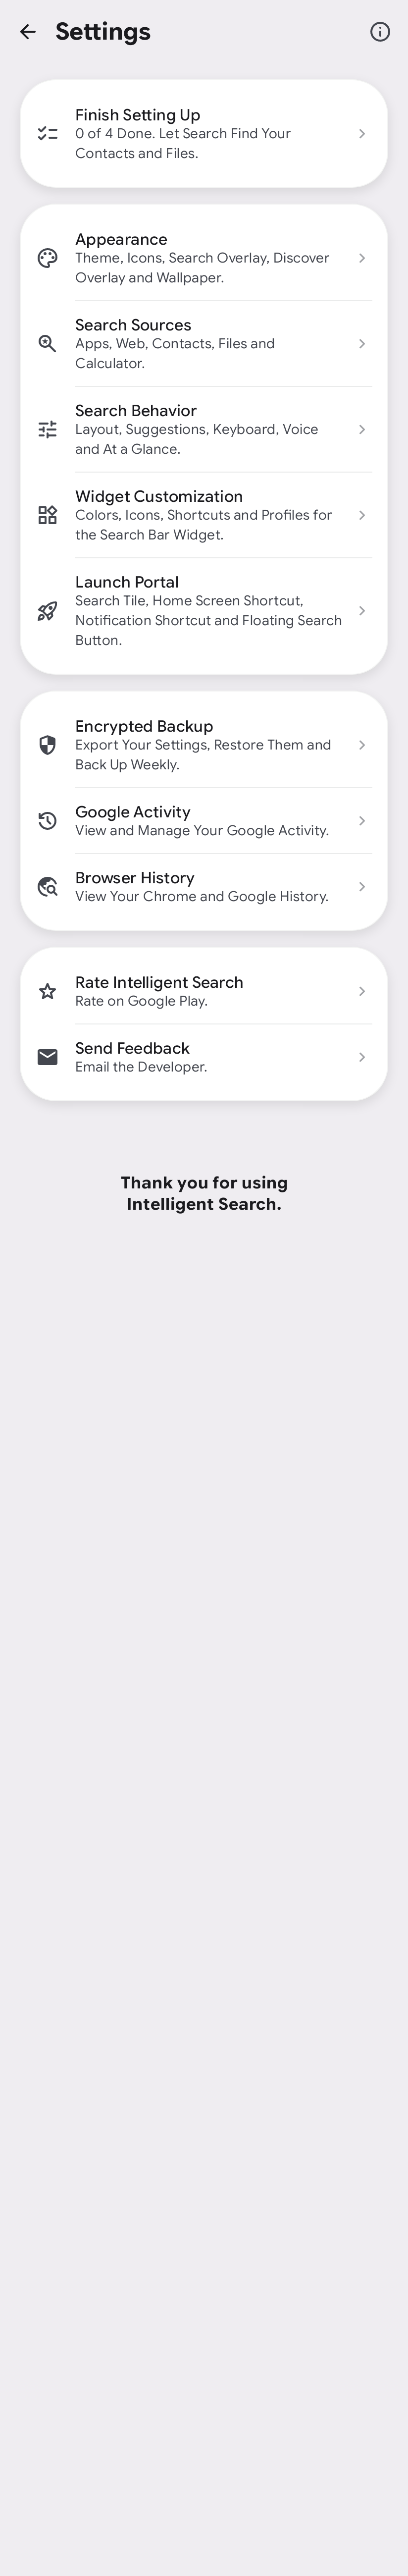 Settings
Finish Setting Up
0 of 4 Done. Let Search Find Your
Contacts and Files.
Appearance
Theme, Icons, Search Overlay, Discover
Overlay and Wallpaper.
Search Sources
Apps, Web, Contacts, Files and
Calculator.
Search Behavior
Layout, Suggestions, Keyboard, Voice
and At a Glance.
Widget Customization
Colors, Icons, Shortcuts and Profiles for
the Search Bar Widget.
Launch Portal
Search Tile, Home Screen Shortcut,
Notification Shortcut and Floating Search
Button.
Encrypted Backup
Export Your Settings, Restore Them and
Back Up Weekly.
Google Activity
View and Manage Your Google Activity.
Browser History
View Your Chrome and Google History.
Rate Intelligent Search
Rate on Google Play.
Send Feedback
Email the Developer.
Thank you for using
Intelligent Search.